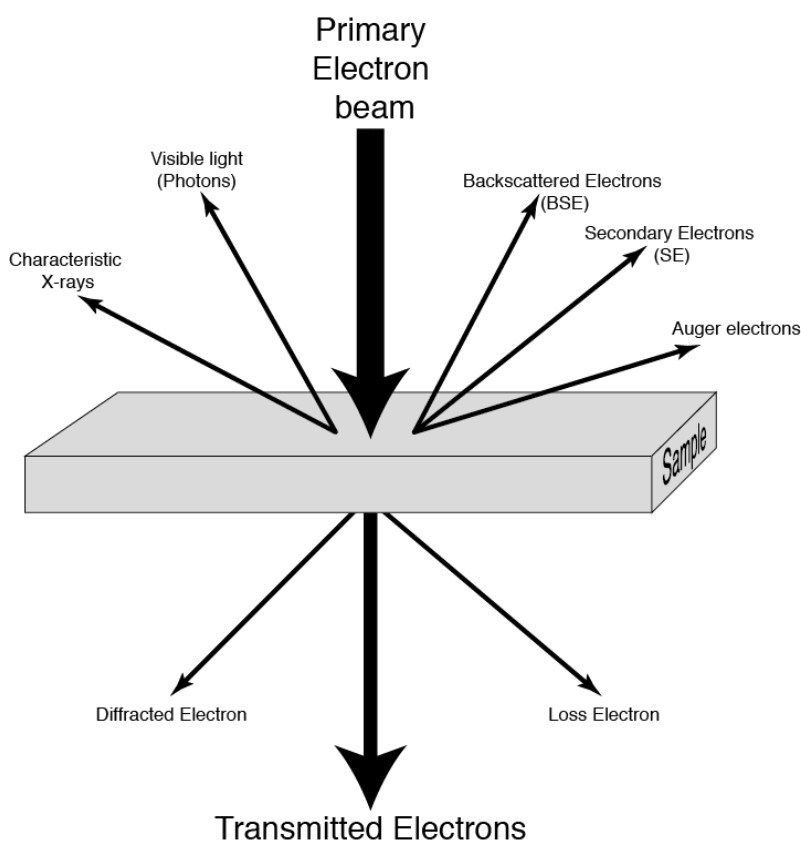 Primary
Electron
beam
Visible light
(Photons)
Backscattered Electrons
(BSE)
Secondary Electrons
(SE)
Characteristic
X-rays
Auger electrons
Sample
Diffracted Electron
Loss Electron
Transmitted Electrons